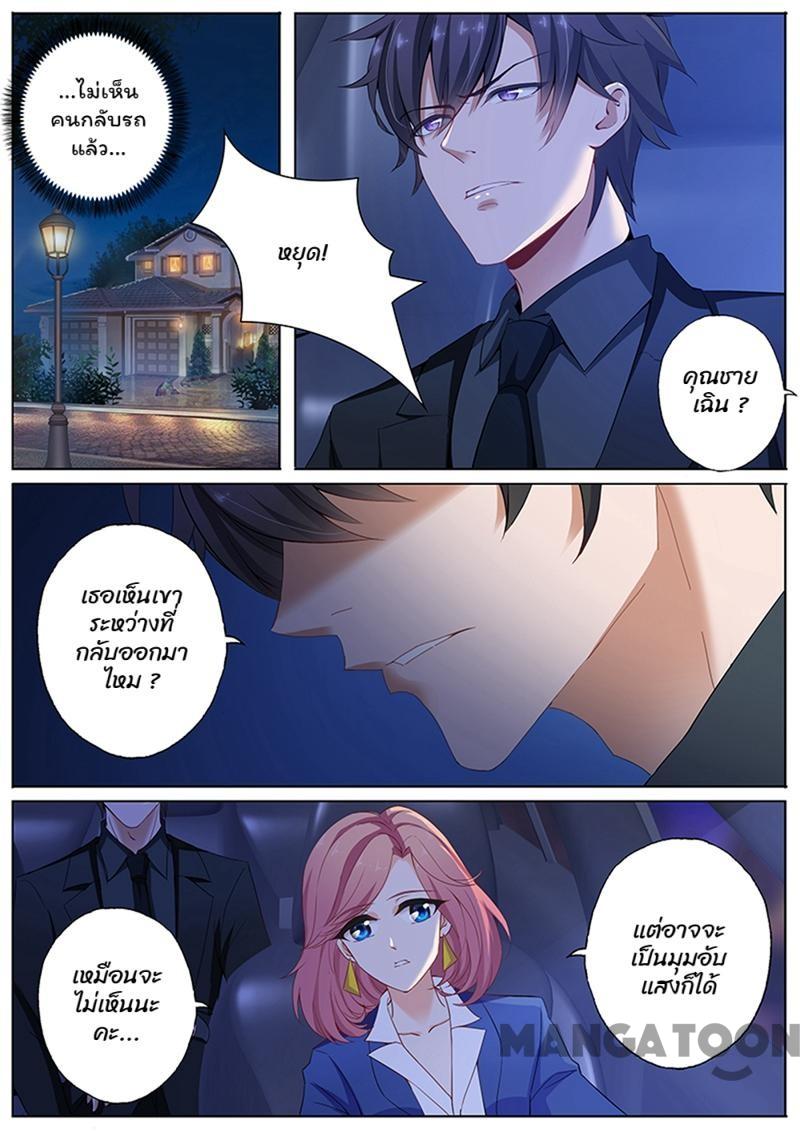 ...ไม่เห็น
คนกลับรถ
แล้ว...
หยุด!
คุณชาย
เฉิน ?
เธอเห็นเขา
ระหว่างที่
กลับออกมา
ไหม ?
เหมือนจะ
ไม่เห็นนะ
คะ...
แต่อาจจะ
เป็นมุมอับ
แสงก็ได้
MANGATOON